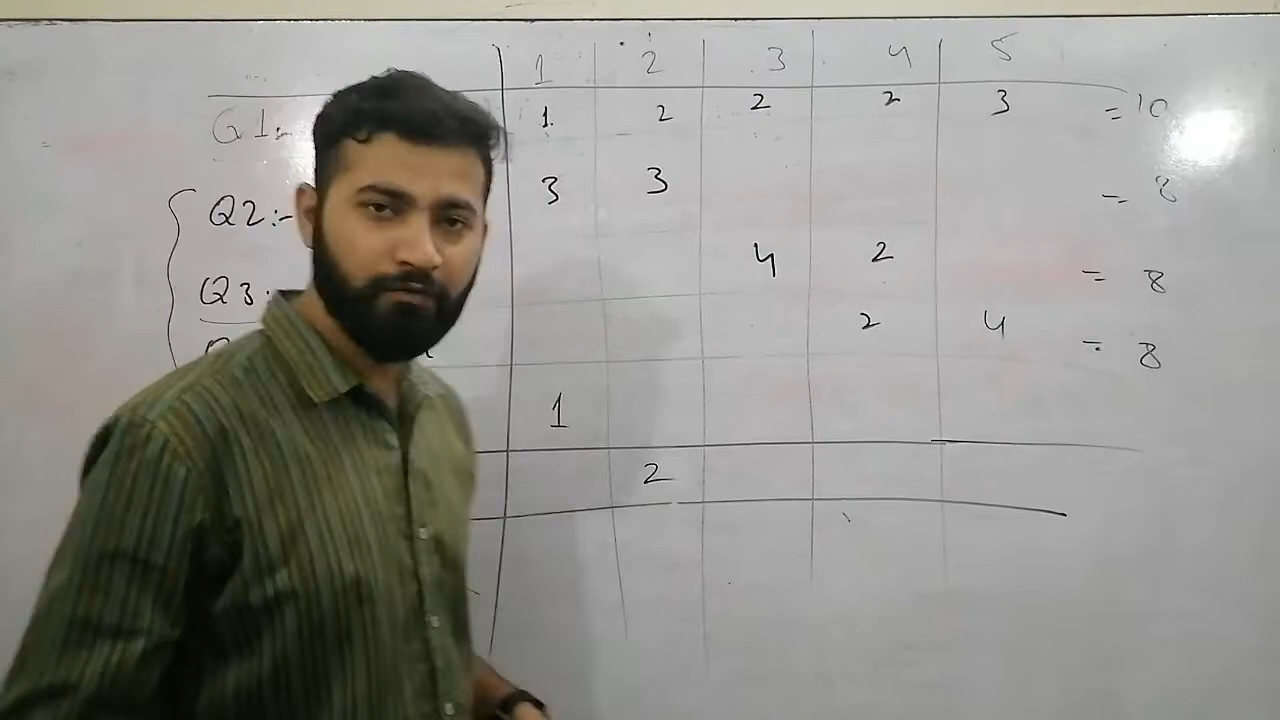 1 2 3 4 5
Q1:- 1 2 2 2 3 = 10
Q2:- 3 3 = 8
Q3: 4 2 = 8
2 4 = 8
1
2